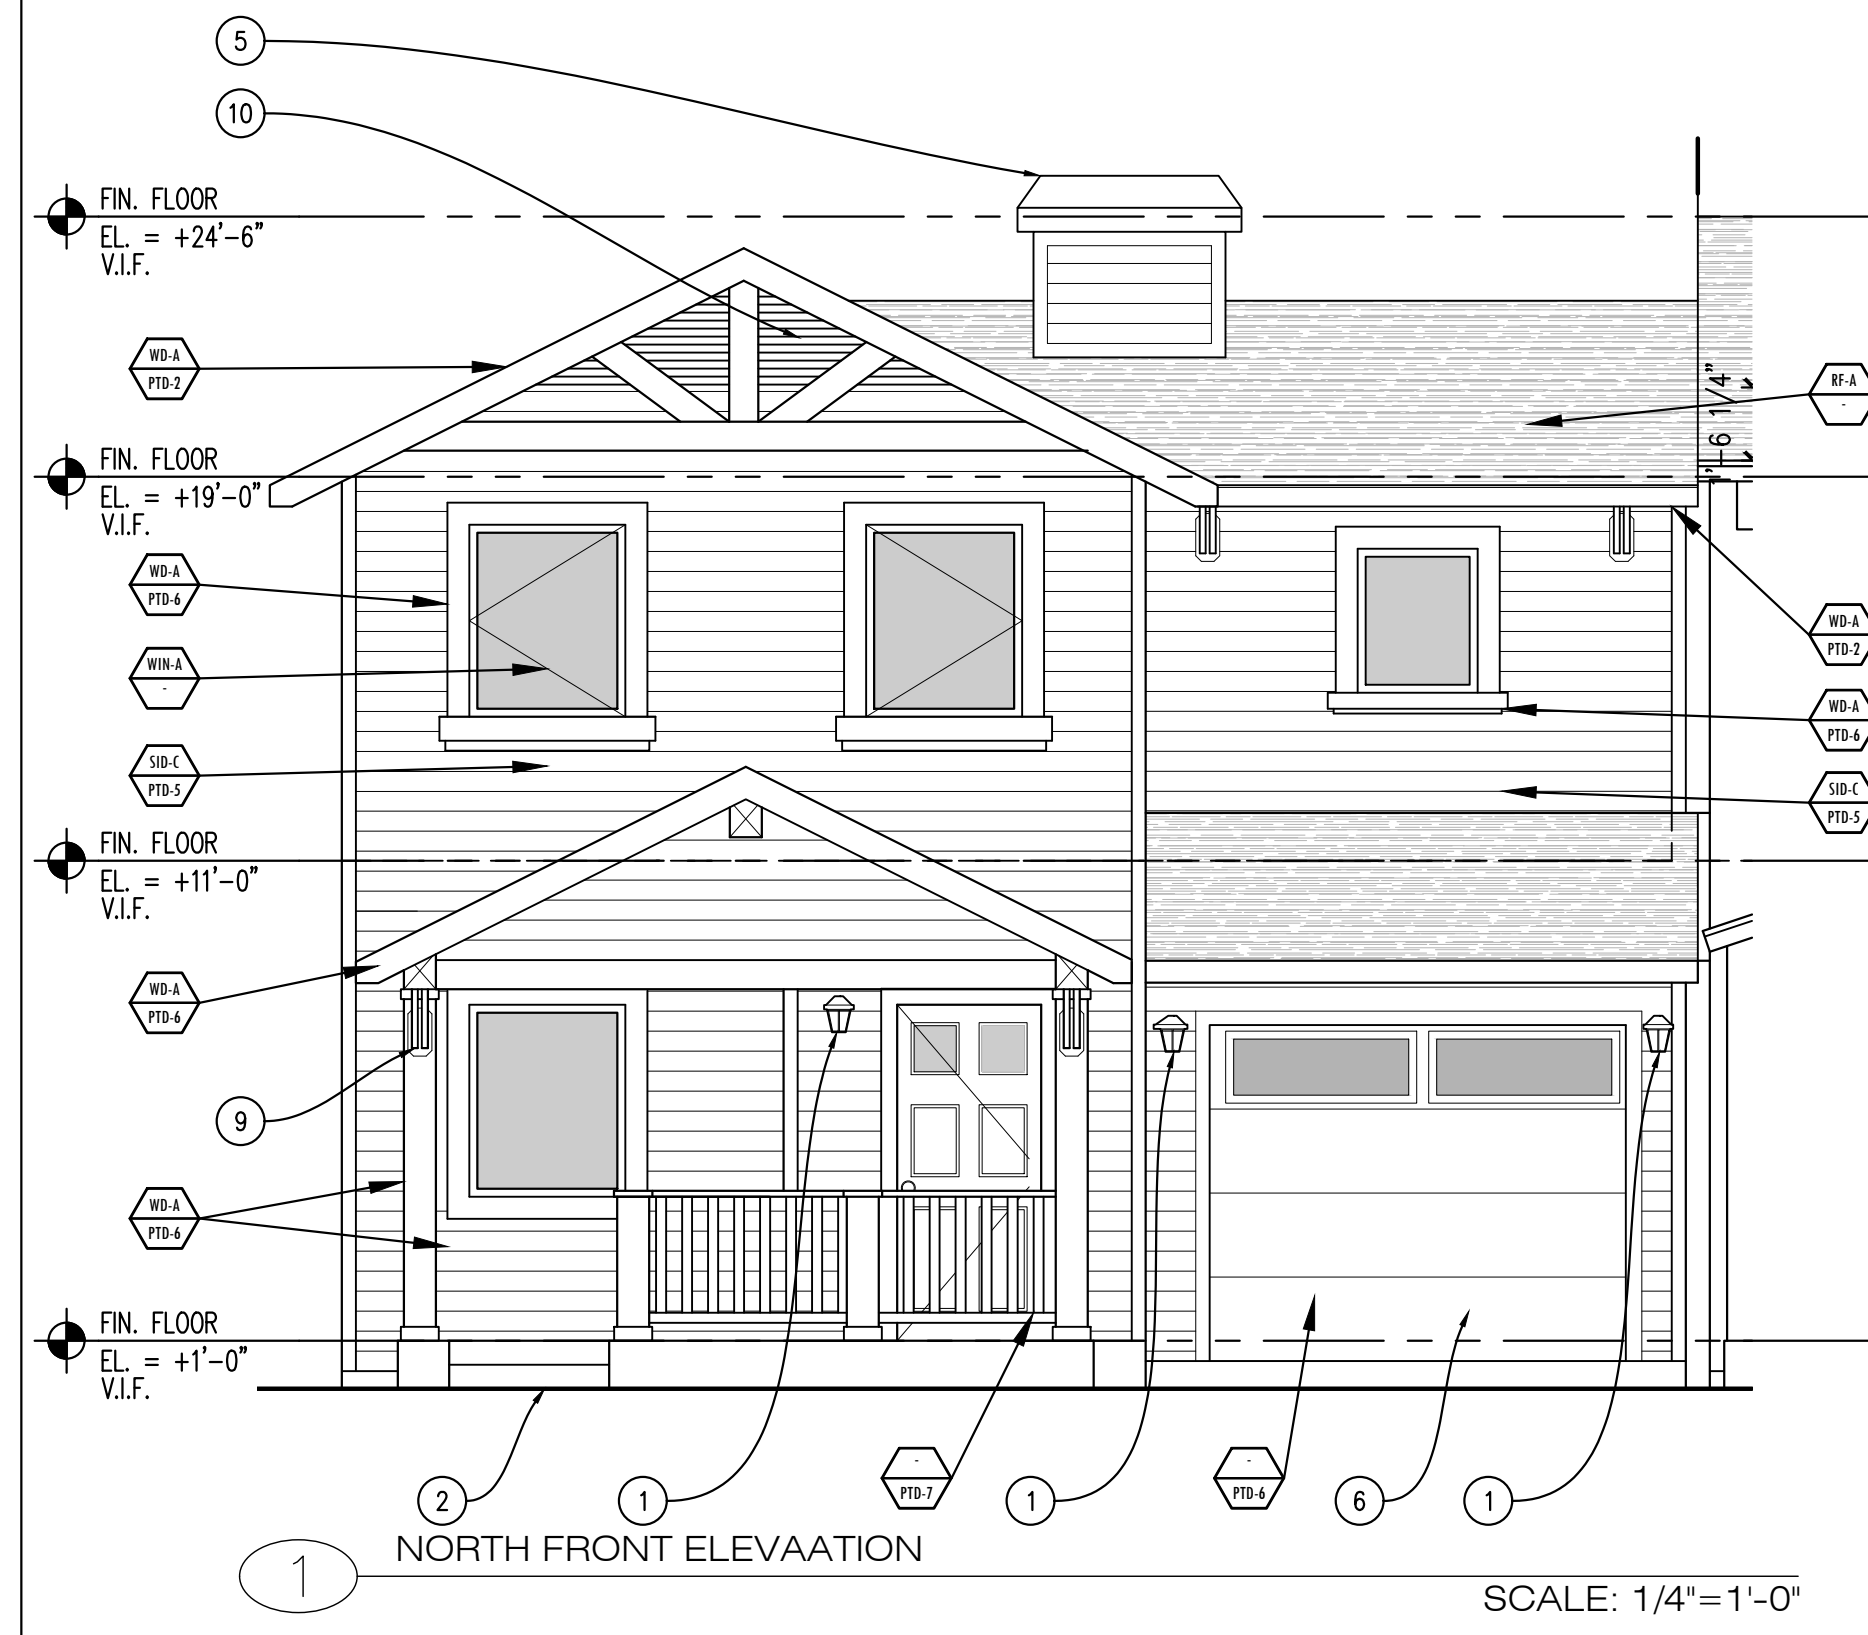 5
10
FIN. FLOOR
EL. = +24'-6"
V.I.F.
WD-A
PTD-2
RF-A
-
1'-6 1/4"
FIN. FLOOR
EL. = +19'-0"
V.I.F.
WD-A
PTD-6
WIN-A
-
WD-A
PTD-2
WD-A
PTD-6
SID-C
PTD-5
SID-C
PTD-5
FIN. FLOOR
EL. = +11'-0"
V.I.F.
WD-A
PTD-6
9
WD-A
PTD-6
FIN. FLOOR
EL. = +1'-0"
V.I.F.
2
1
-
PTD-7
1
-
PTD-6
6
1
1
NORTH FRONT ELEVAATION
SCALE: 1/4"=1'-0"